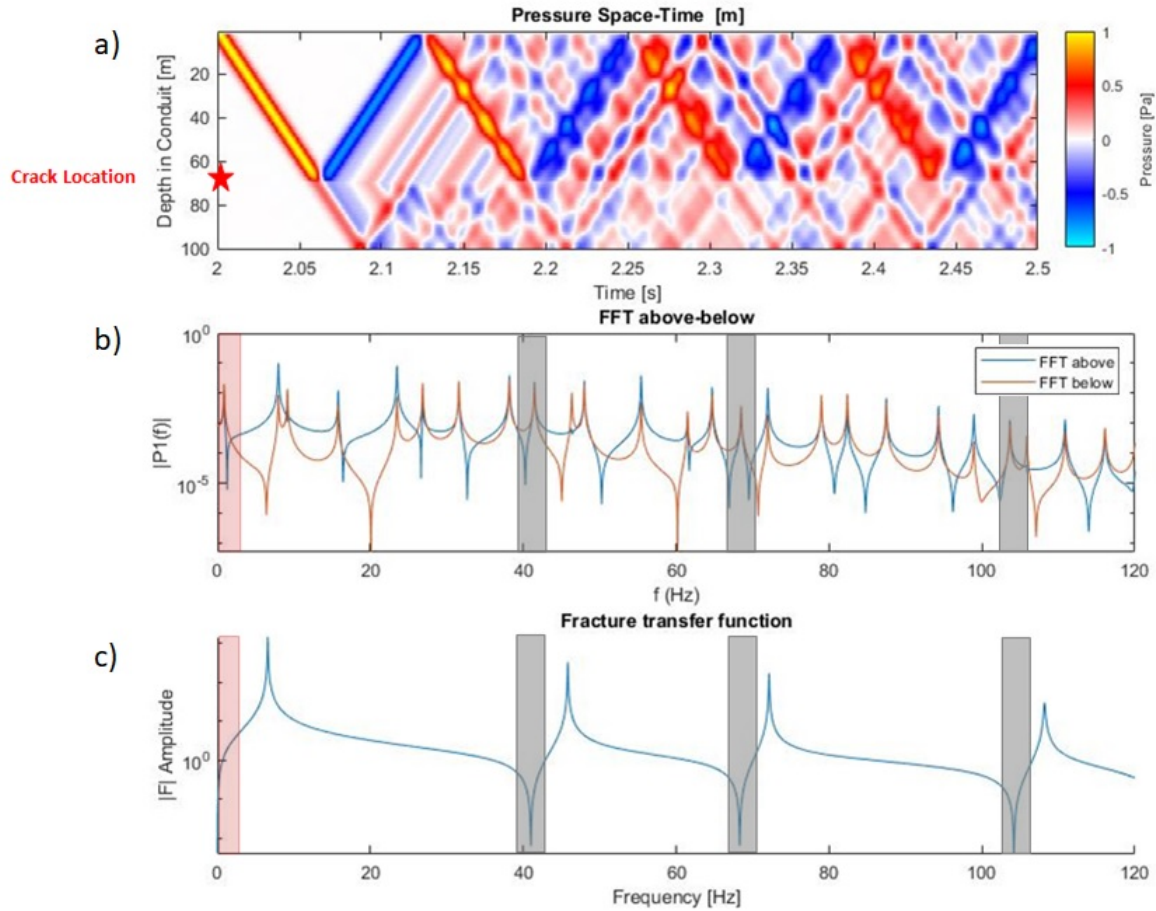 a)
Pressure Space-Time [m]
Depth in Conduit [m]
20
40
60
80
100
Crack Location
2
2.05
2.1
2.15
2.2
2.25
2.3
2.35
2.4
2.45
2.5
Time [s]
1
0.5
0
-0.5
-1
Pressure [Pa]
b)
FFT above-below
|P1(f)|
10^0
10^-5
FFT above
FFT below
0
20
40
60
80
100
120
f (Hz)
c)
Fracture transfer function
|F| Amplitude
10^0
0
20
40
60
80
100
120
Frequency [Hz]